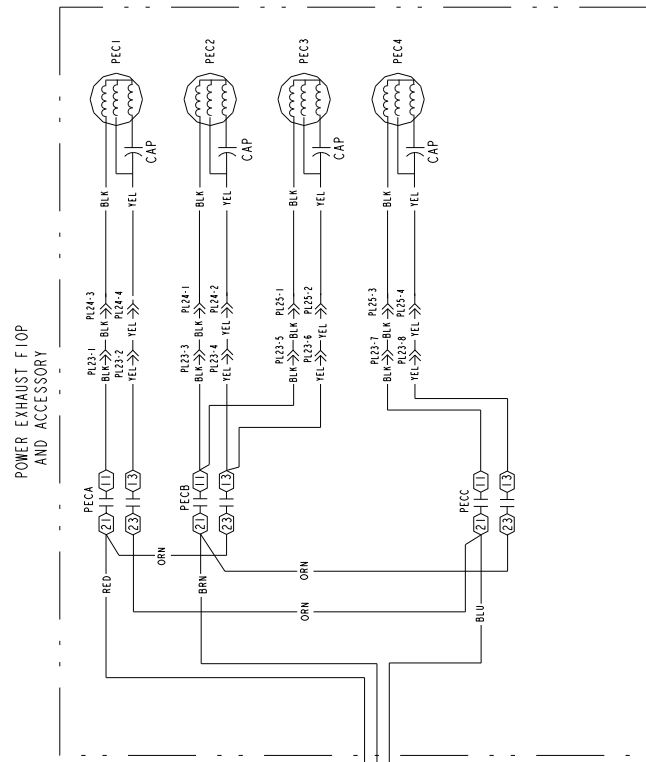 POWER EXHAUST FIOP
AND ACCESSORY
PEC1
PEC2
PEC3
PEC4
CAP
CAP
CAP
CAP
BLK
YEL
BLK
YEL
BLK
YEL
BLK
YEL
PL24-3
PL24-4
PL24-1
PL24-2
PL25-1
PL25-2
PL25-3
PL25-4
BLK
YEL
BLK
YEL
BLK
YEL
BLK
YEL
PL23-1
PL23-2
PL23-3
PL23-4
PL23-5
PL23-6
PL23-7
PL23-8
BLK
YEL
BLK
YEL
PECA
11
13
21
23
PECB
11
13
21
23
PECC
11
13
21
23
RED
ORN
BRN
ORN
ORN
BLU